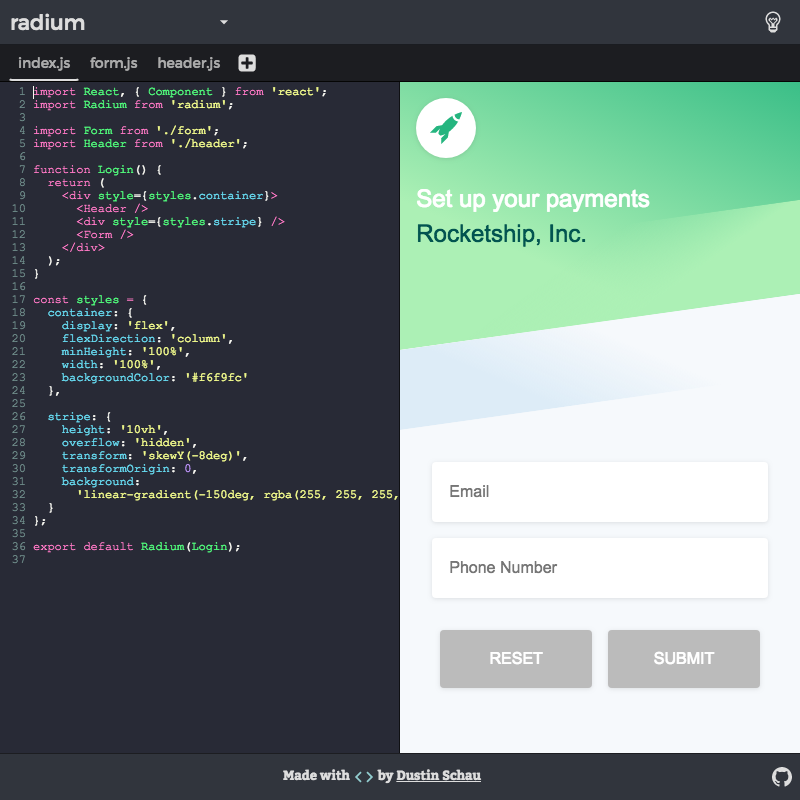 radium
index.js form.js header.js
1 import React, { Component } from 'react';
2 import Radium from 'radium';
3
4 import Form from './form';
5 import Header from './header';
6
7 function Login() {
8   return (
9     <div style={styles.container}>
10       <Header />
11       <div style={styles.stripe} />
12       <Form />
13     </div>
14   );
15 }
16
17 const styles = {
18   container: {
19     display: 'flex',
20     flexDirection: 'column',
21     minHeight: '100%',
22     width: '100%',
23     backgroundColor: '#f6f9fc'
24   },
25
26   stripe: {
27     height: '10vh',
28     overflow: 'hidden',
29     transform: 'skewY(-8deg)',
30     transformOrigin: 0,
31     background:
32       'linear-gradient(-150deg, rgba(255, 255, 255,
33   }
34 };
35
36 export default Radium(Login);
37
Set up your payments
Rocketship, Inc.
Email
Phone Number
RESET SUBMIT
Made with <> by Dustin Schau